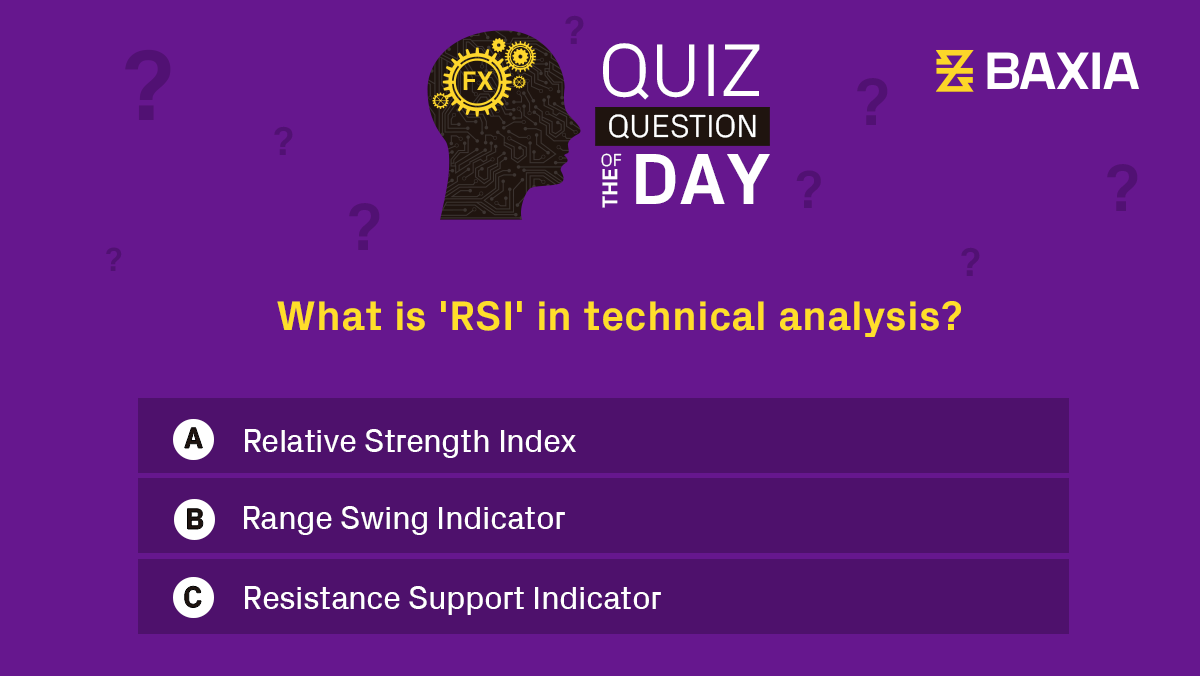 FX
QUIZ
QUESTION
OF THE DAY
BAXIA
What is 'RSI' in technical analysis?
A Relative Strength Index
B Range Swing Indicator
C Resistance Support Indicator